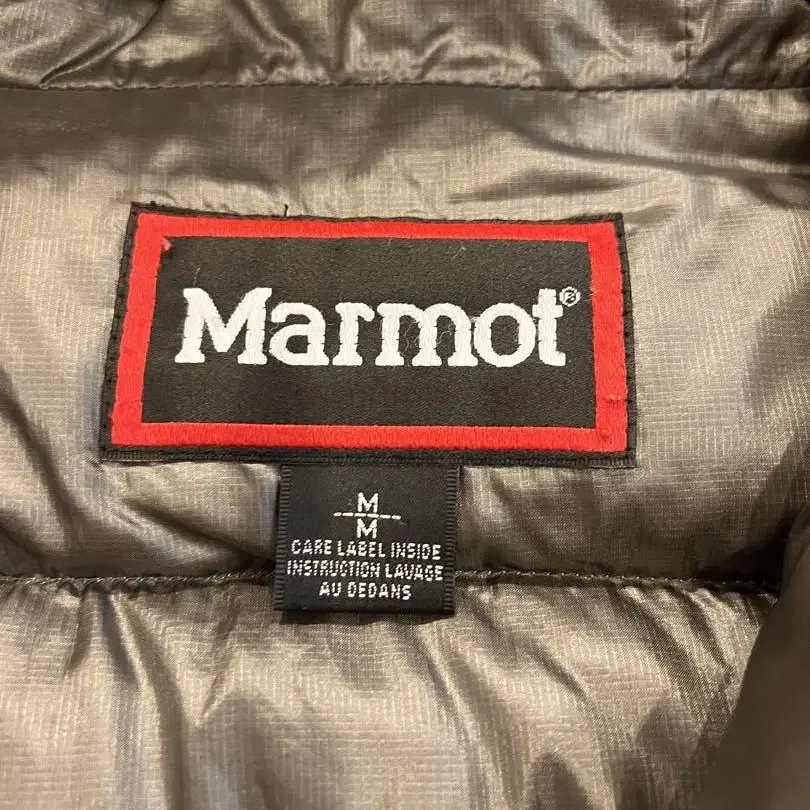 Marmot®
M
M
CARE LABEL INSIDE
INSTRUCTION LAVAGE
AU DEDANS